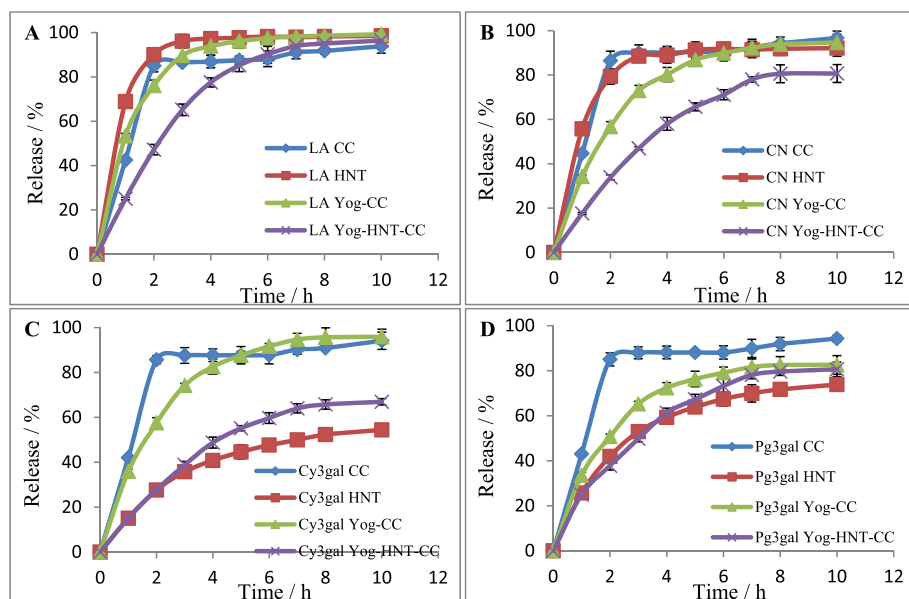 A
100
80
60
40
20
0
Release / %
LA CC
LA HNT
LA Yog-CC
LA Yog-HNT-CC
0 2 4 6 8 10 12
Time / h
B
100
80
60
40
20
0
Release / %
CN CC
CN HNT
CN Yog-CC
CN Yog-HNT-CC
0 2 4 6 8 10 12
Time / h
C
100
80
60
40
20
0
Release / %
Cy3gal CC
Cy3gal HNT
Cy3gal Yog-CC
Cy3gal Yog-HNT-CC
0 2 4 6 8 10 12
Time / h
D
100
80
60
40
20
0
Release / %
Pg3gal CC
Pg3gal HNT
Pg3gal Yog-CC
Pg3gal Yog-HNT-CC
0 2 4 6 8 10 12
Time / h